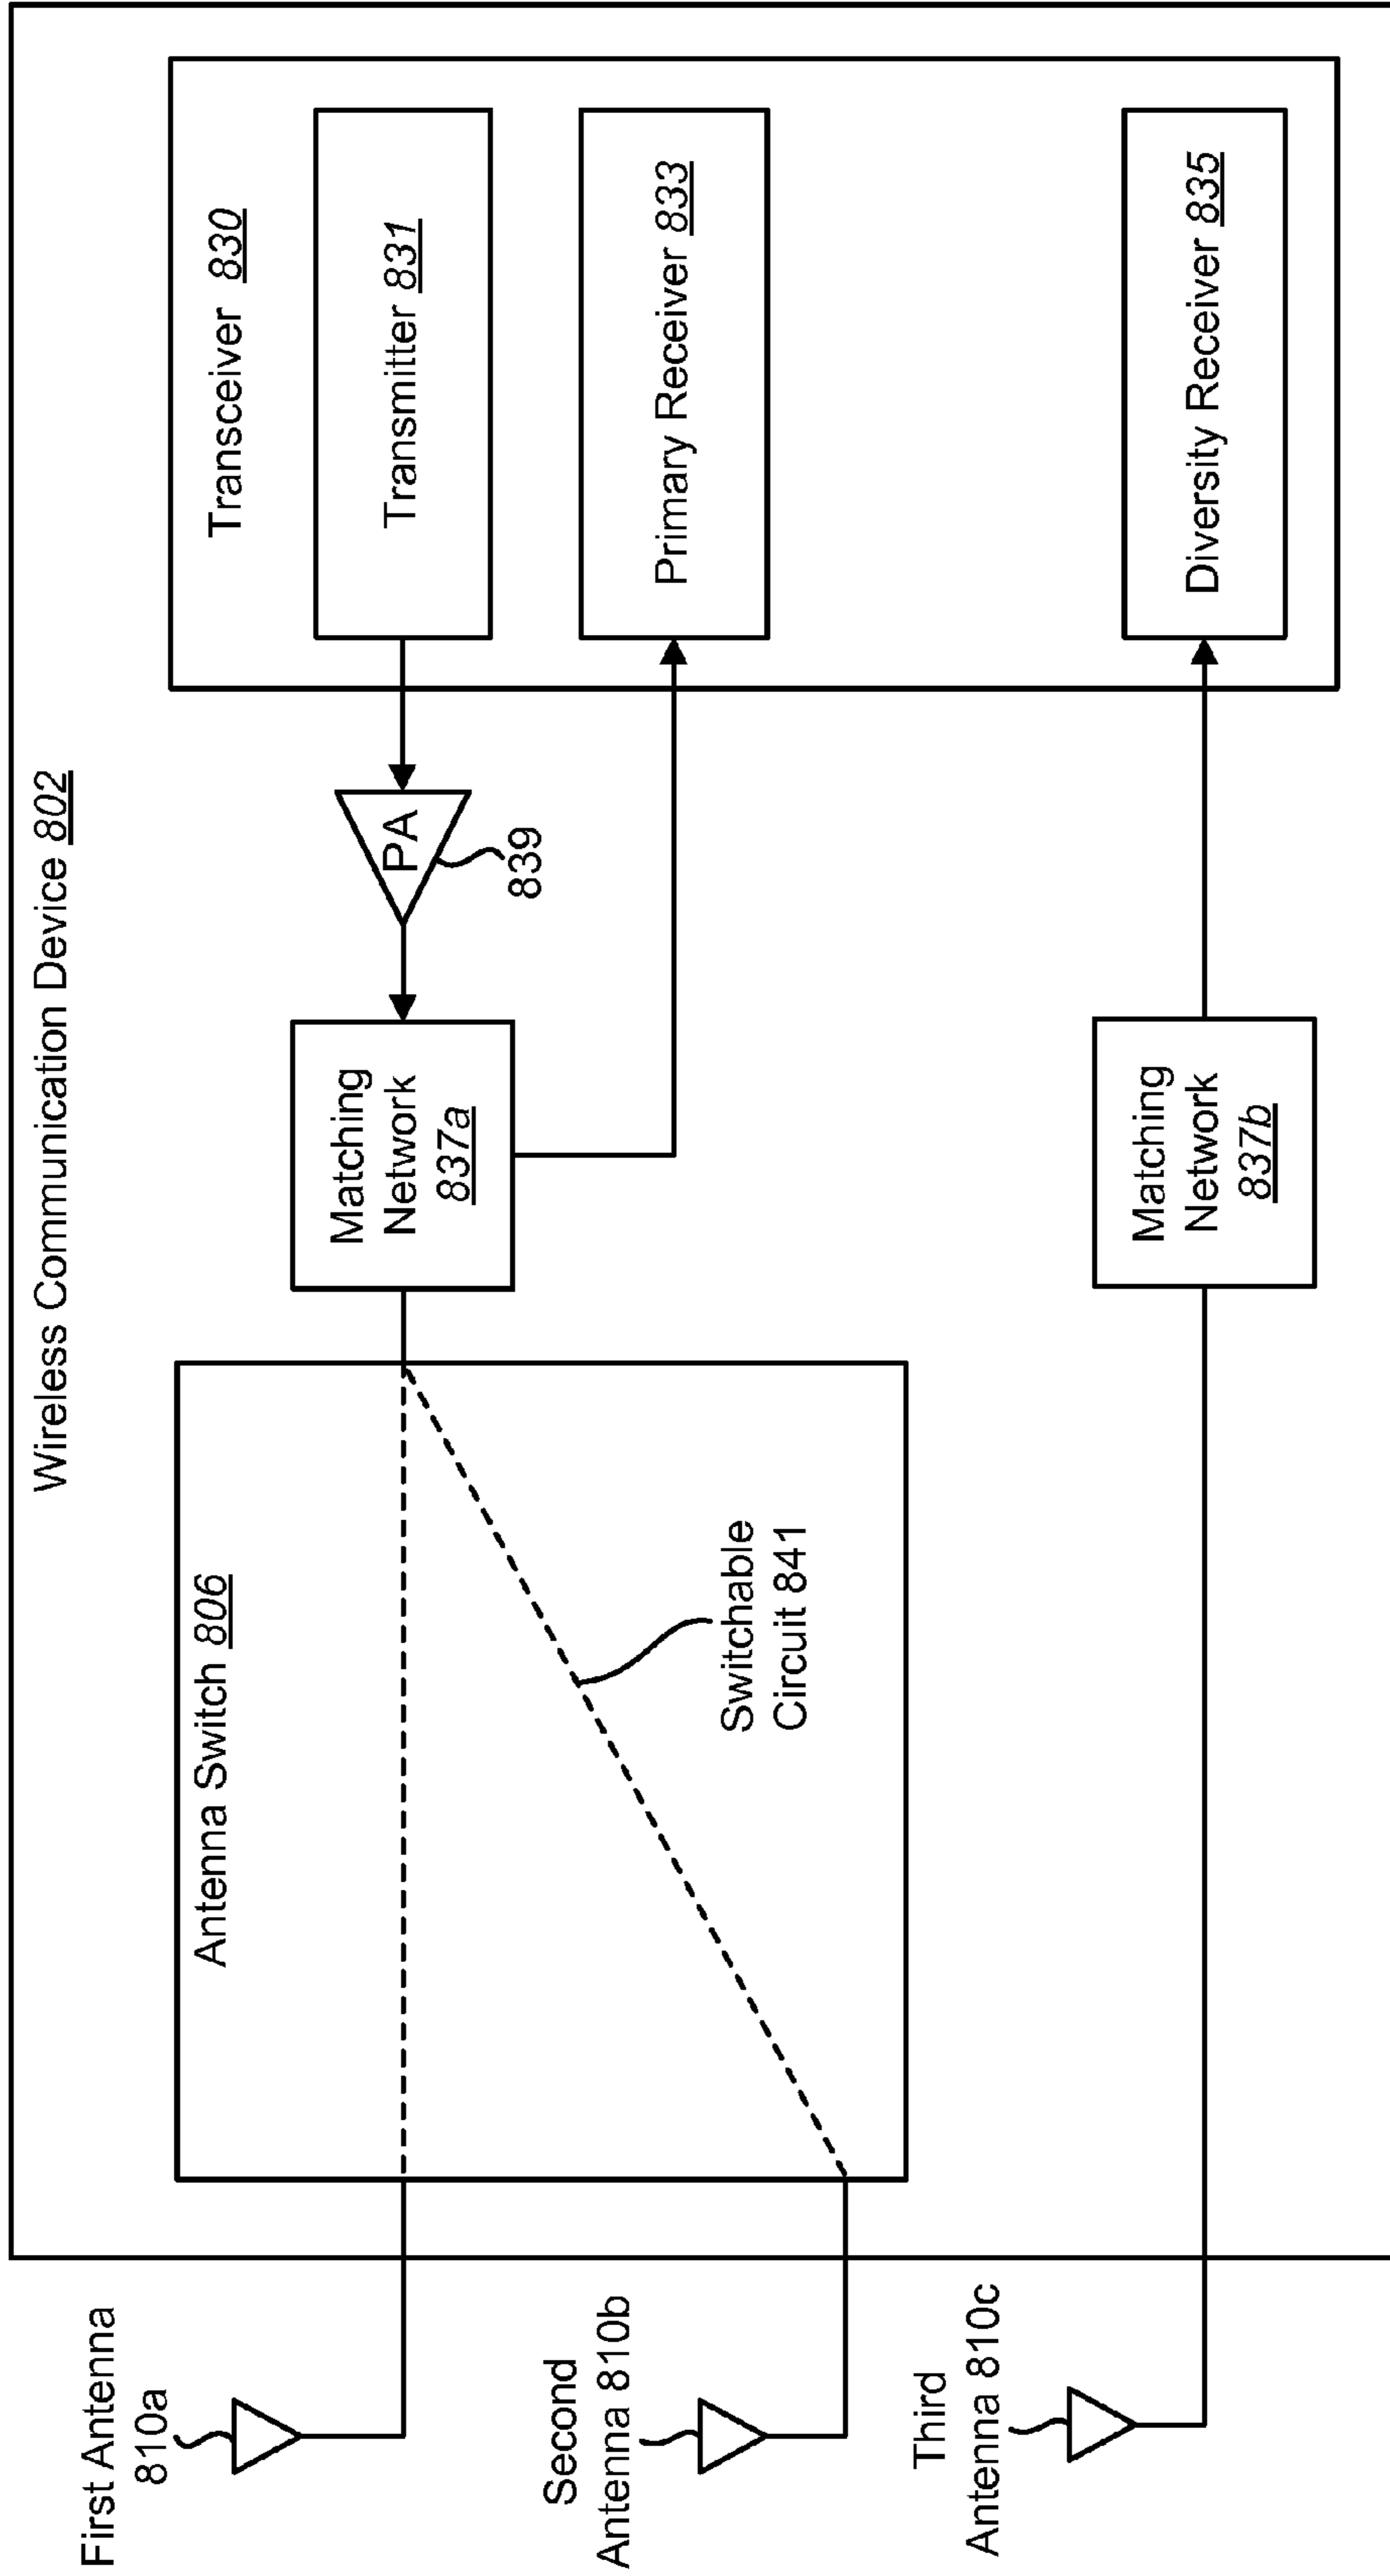 Wireless Communication Device 802
First Antenna
810a
Antenna Switch 806
Matching
Network
837a
PA
839
Transceiver 830
Transmitter 831
Primary Receiver 833
Switchable
Circuit 841
Second
Antenna 810b
Third
Antenna 810c
Matching
Network
837b
Diversity Receiver 835